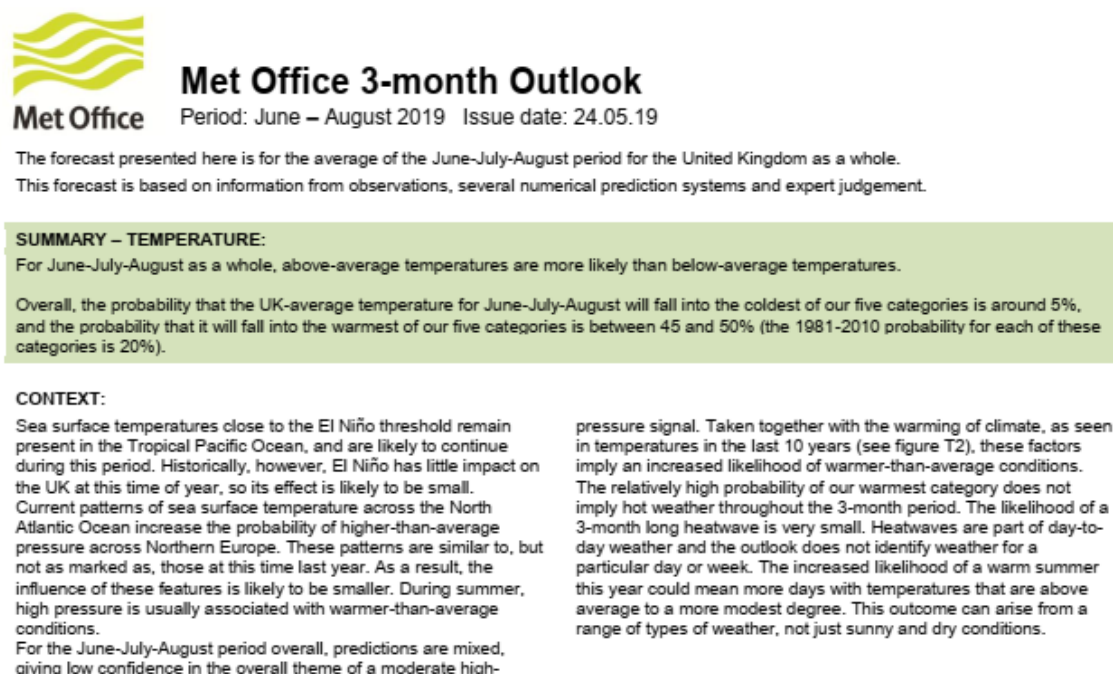 Met Office
Met Office 3-month Outlook
Period: June – August 2019 Issue date: 24.05.19
The forecast presented here is for the average of the June-July-August period for the United Kingdom as a whole.
This forecast is based on information from observations, several numerical prediction systems and expert judgement.
SUMMARY – TEMPERATURE:
For June-July-August as a whole, above-average temperatures are more likely than below-average temperatures.
Overall, the probability that the UK-average temperature for June-July-August will fall into the coldest of our five categories is around 5%,
and the probability that it will fall into the warmest of our five categories is between 45 and 50% (the 1981-2010 probability for each of these
categories is 20%).
CONTEXT:
Sea surface temperatures close to the El Niño threshold remain
present in the Tropical Pacific Ocean, and are likely to continue
during this period. Historically, however, El Niño has little impact on
the UK at this time of year, so its effect is likely to be small.
Current patterns of sea surface temperature across the North
Atlantic Ocean increase the probability of higher-than-average
pressure across Northern Europe. These patterns are similar to, but
not as marked as, those at this time last year. As a result, the
influence of these features is likely to be smaller. During summer,
high pressure is usually associated with warmer-than-average
conditions.
For the June-July-August period overall, predictions are mixed,
giving low confidence in the overall theme of a moderate high-
pressure signal. Taken together with the warming of climate, as seen
in temperatures in the last 10 years (see figure T2), these factors
imply an increased likelihood of warmer-than-average conditions.
The relatively high probability of our warmest category does not
imply hot weather throughout the 3-month period. The likelihood of a
3-month long heatwave is very small. Heatwaves are part of day-to-
day weather and the outlook does not identify weather for a
particular day or week. The increased likelihood of a warm summer
this year could mean more days with temperatures that are above
average to a more modest degree. This outcome can arise from a
range of types of weather, not just sunny and dry conditions.